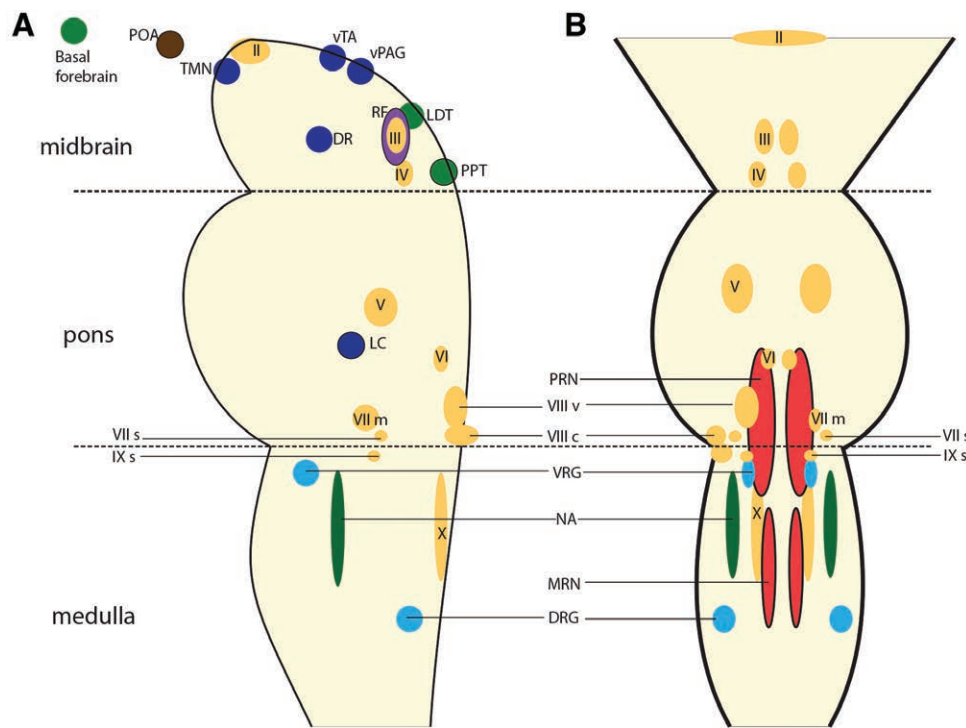 A
B
Basal
forebrain
POA
TMN
II
vTA
vPAG
RF
LDT
III
DR
IV
PPT
midbrain
II
III
IV
pons
V
LC
VI
VII m
VII s
IX s
V
VI
PRN
VIII v
VIII c
VII m
VII s
IX s
VRG
NA
X
X
MRN
DRG
medulla